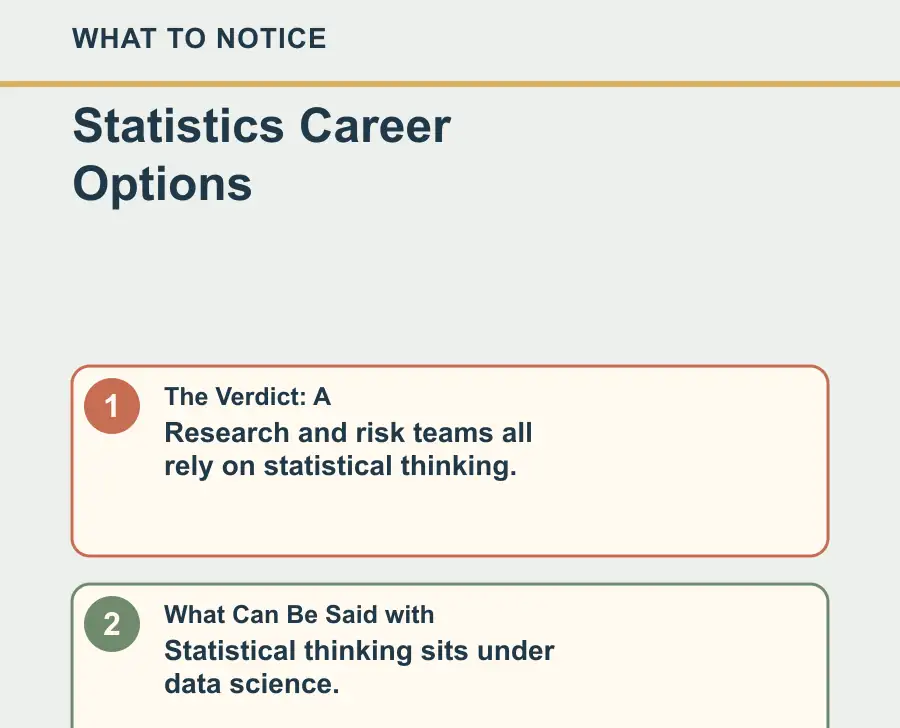 WHAT TO NOTICE
Statistics Career
Options
1
The Verdict: A
Research and risk teams all
rely on statistical thinking.
2
What Can Be Said with
Statistical thinking sits under
data science.